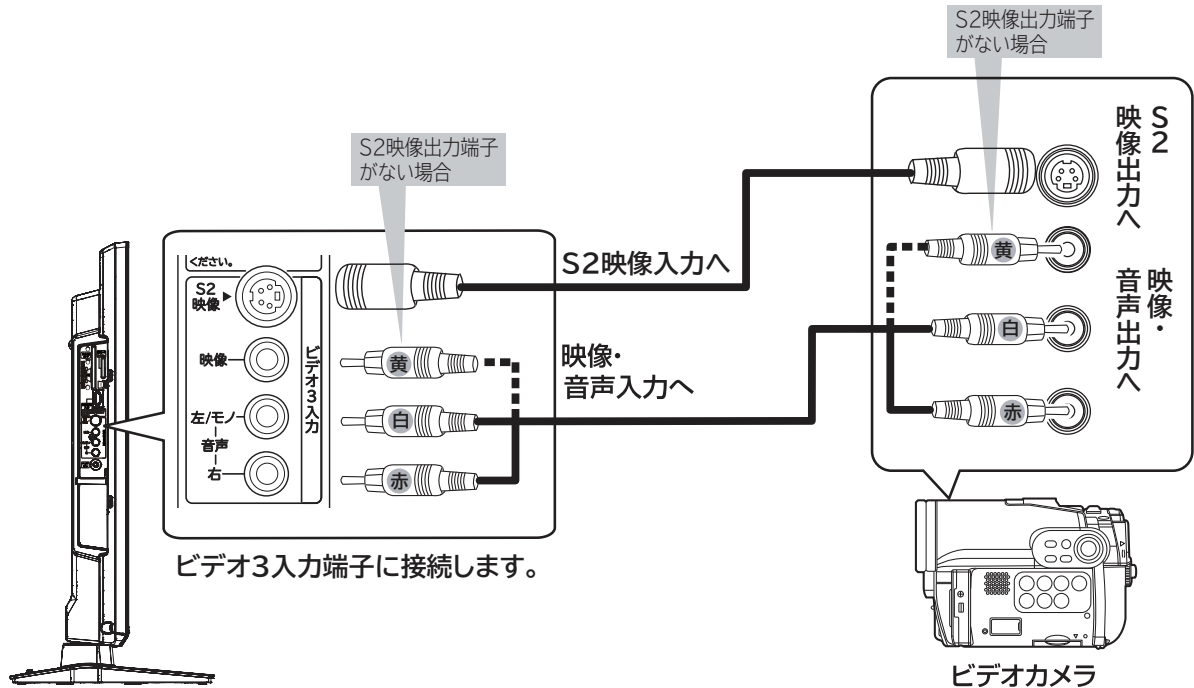 S2映像出力端子
がない場合
S2
映像出力へ
映像・
音声出力へ
黄
白
赤
ビデオカメラ
S2映像出力端子
がない場合
ください。
S2
映像
映像
左/モノ
音声
右
ビデオ3入力
黄
白
赤
S2映像入力へ
映像・
音声入力へ
ビデオ3入力端子に接続します。